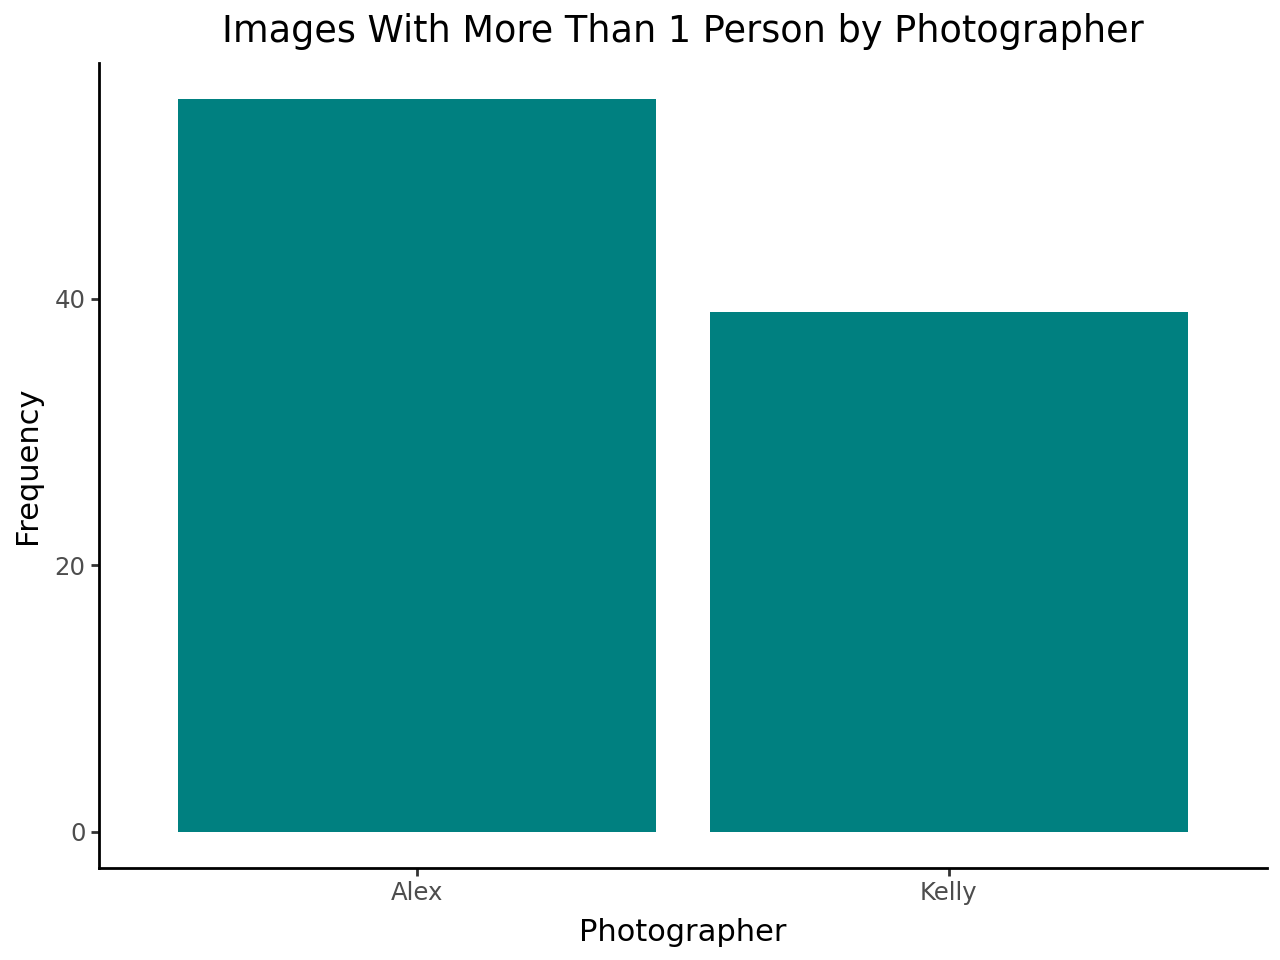 Images With More Than 1 Person by Photographer
Frequency
40
20
0
Alex
Kelly
Photographer